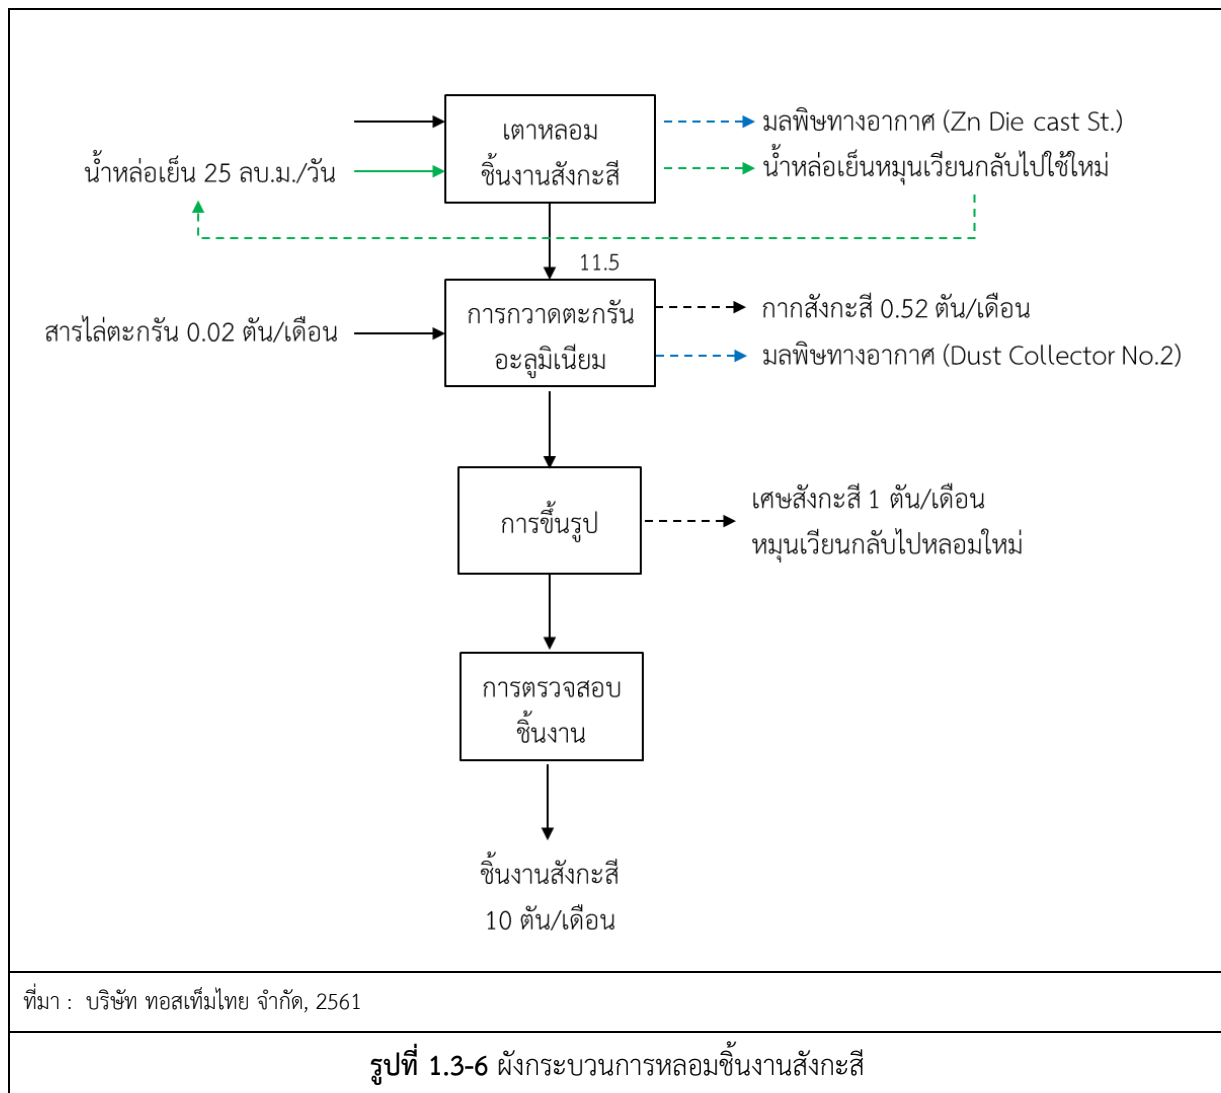 เตาหลอม
ชิ้นงานสังกะสี
มลพิษทางอากาศ (Zn Die cast St.)
น้ำหล่อเย็น 25 ลบ.ม./วัน
น้ำหล่อเย็นหมุนเวียนกลับไปใช้ใหม่
11.5
สารไล่ตะกรัน 0.02 ตัน/เดือน
การกวาดตะกรัน
อะลูมิเนียม
กากสังกะสี 0.52 ตัน/เดือน
มลพิษทางอากาศ (Dust Collector No.2)
การขึ้นรูป
เศษสังกะสี 1 ตัน/เดือน
หมุนเวียนกลับไปหลอมใหม่
การตรวจสอบ
ชิ้นงาน
ชิ้นงานสังกะสี
10 ตัน/เดือน
ที่มา : บริษัท ทอสเท็มไทย จำกัด, 2561
รูปที่ 1.3-6 ผังกระบวนการหลอมชิ้นงานสังกะสี